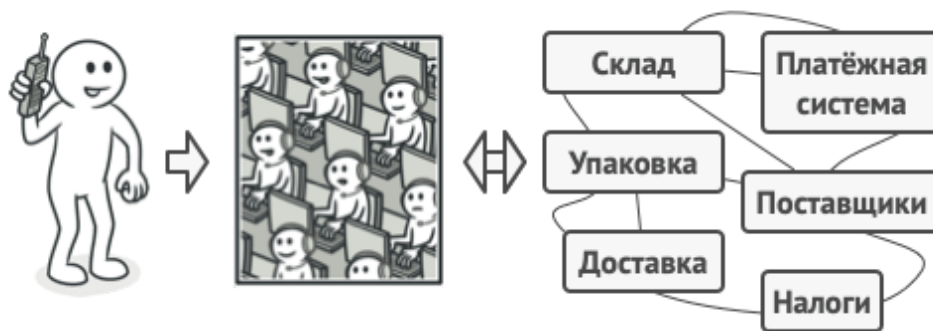 Склад
Платёжная
система
Упаковка
Поставщики
Доставка
Налоги